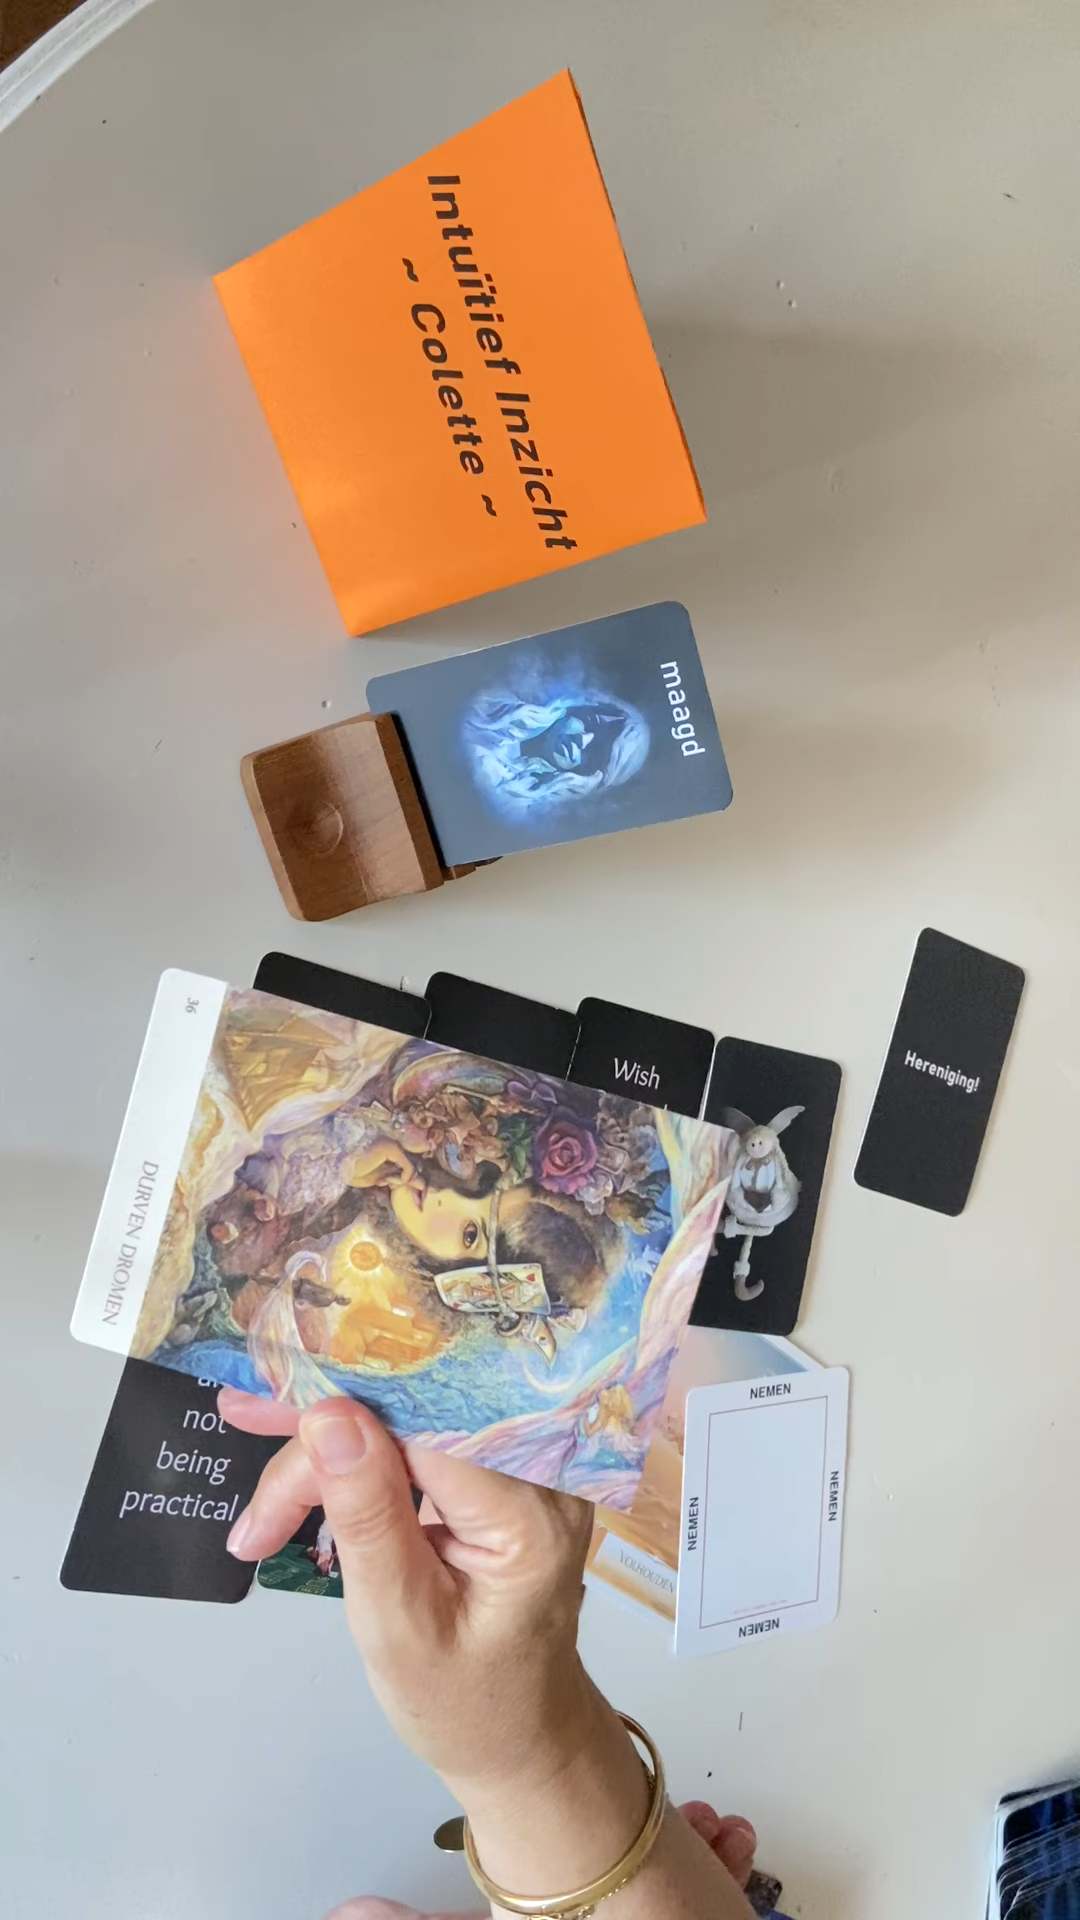 Intuïtief Inzicht
~ Colette ~
maagd
Hereniging!
Wish
36
DURVEN DROMEN
not
being
practical
NEMEN
NEMEN
NEMEN
NEMEN
VOLHOUDEN